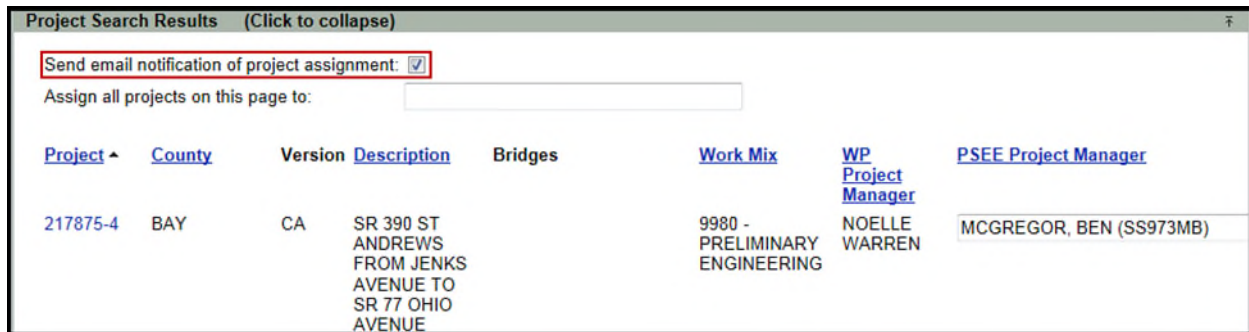 Project Search Results (Click to collapse)
Send email notification of project assignment:
Assign all projects on this page to:
Project County Version Description Bridges Work Mix WP Project Manager PSEE Project Manager
217875-4 BAY CA SR 390 ST ANDREWS FROM JENKS AVENUE TO SR 77 OHIO AVENUE 9980 - PRELIMINARY ENGINEERING NOELLE WARREN MCGREGOR, BEN (SS973MB)